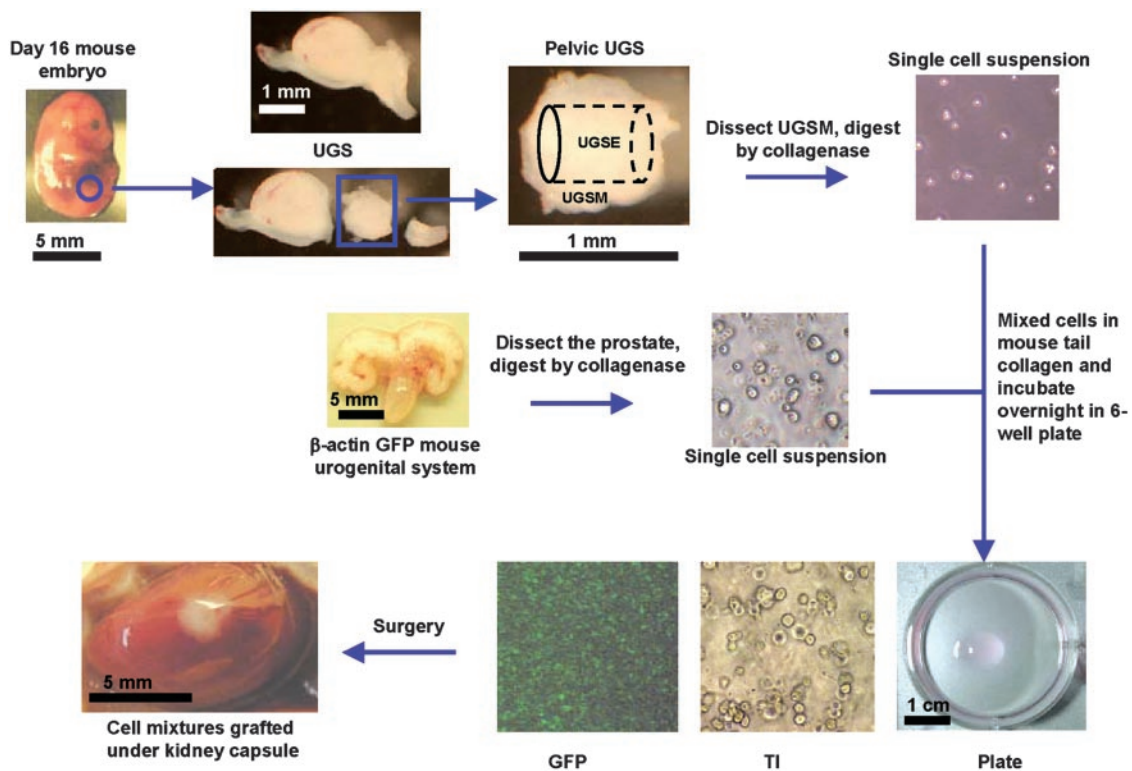 Day 16 mouse
embryo
5 mm
1 mm
UGS
Pelvic UGS
UGSE
UGSM
1 mm
Dissect UGSM, digest
by collagenase
Single cell suspension
5 mm
β-actin GFP mouse
urogenital system
Dissect the prostate,
digest by collagenase
Single cell suspension
Mixed cells in
mouse tail
collagen and
incubate
overnight in 6-
well plate
5 mm
Cell mixtures grafted
under kidney capsule
Surgery
GFP
TI
1 cm
Plate